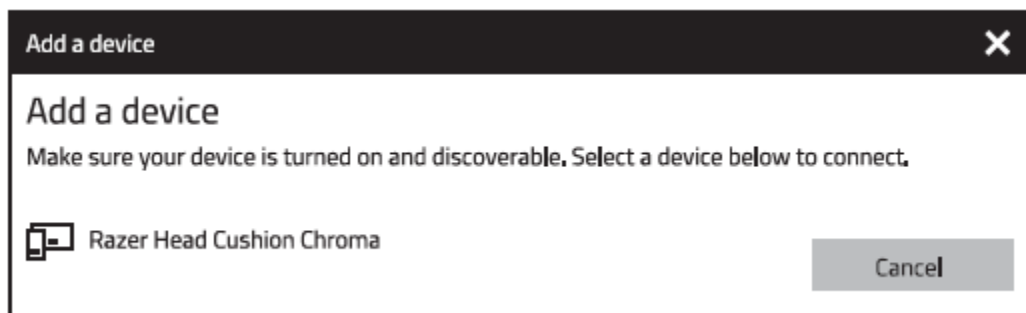 Add a device
Add a device
Make sure your device is turned on and discoverable. Select a device below to connect.
Razer Head Cushion Chroma
Cancel